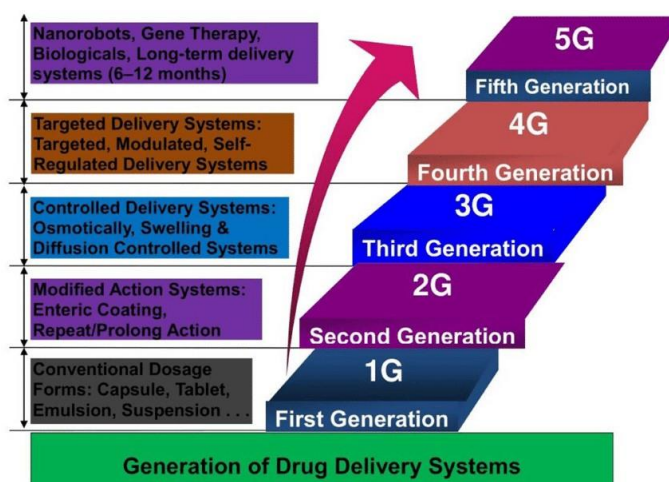 Nanorobots, Gene Therapy,
Biologicals, Long-term delivery
systems (6–12 months)
5G
Fifth Generation
Targeted Delivery Systems:
Targeted, Modulated, Self-
Regulated Delivery Systems
4G
Fourth Generation
Controlled Delivery Systems:
Osmotically, Swelling &
Diffusion Controlled Systems
3G
Third Generation
Modified Action Systems:
Enteric Coating,
Repeat/Prolong Action
2G
Second Generation
Conventional Dosage
Forms: Capsule, Tablet,
Emulsion, Suspension . . .
1G
First Generation
Generation of Drug Delivery Systems